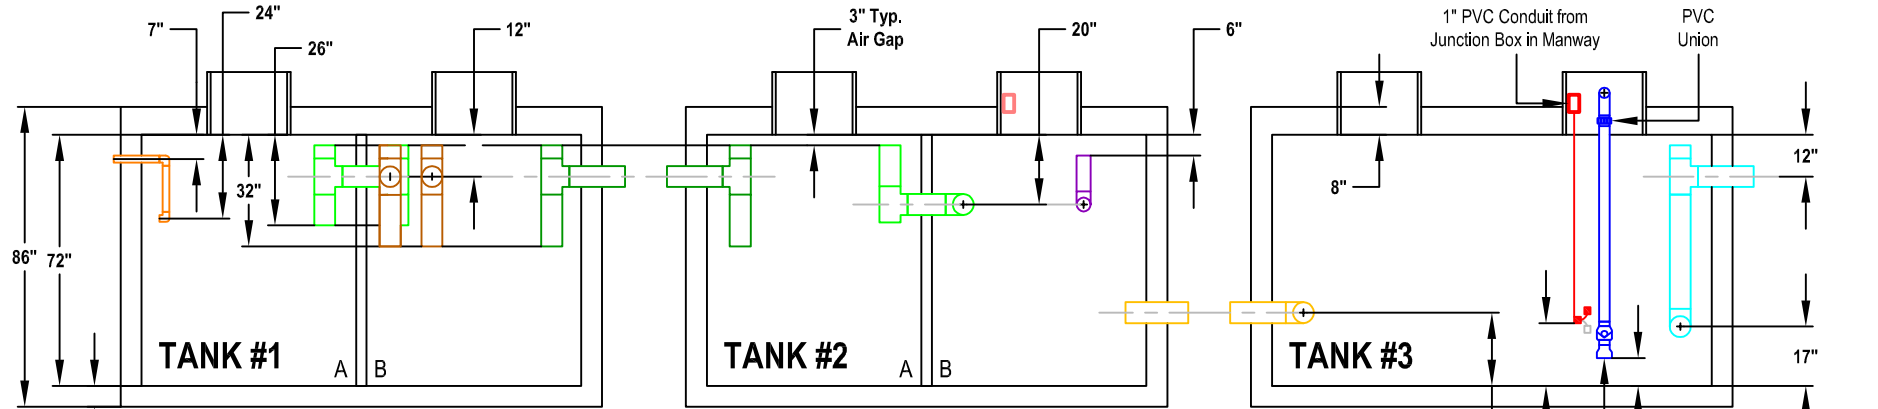 7"
24"
26"
12"
3" Typ.
Air Gap
20"
6"
1" PVC Conduit from
Junction Box in Manway
PVC
Union
32"
8"
12"
86"
72"
17"
TANK #1
A
B
TANK #2
A
B
TANK #3